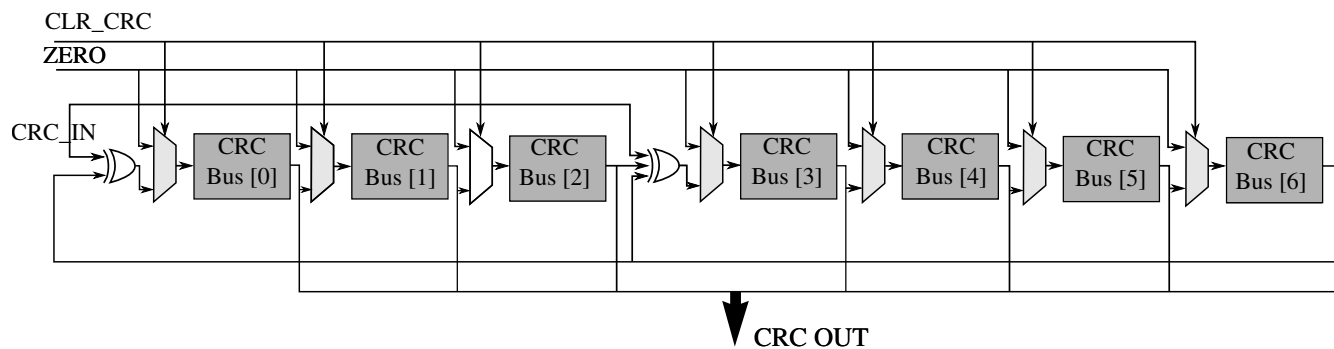 CLR_CRC
ZERO
CRC_IN
CRC
Bus [0]
CRC
Bus [1]
CRC
Bus [2]
CRC
Bus [3]
CRC
Bus [4]
CRC
Bus [5]
CRC
Bus [6]
CRC OUT